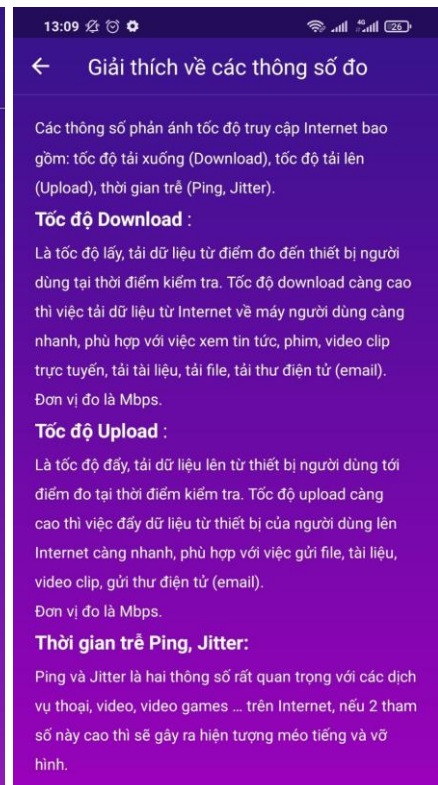 13:09
4G
26
Giải thích về các thông số đo
Các thông số phản ánh tốc độ truy cập Internet bao
gồm: tốc độ tải xuống (Download), tốc độ tải lên
(Upload), thời gian trễ (Ping, Jitter).
Tốc độ Download :
Là tốc độ lấy, tải dữ liệu từ điểm đo đến thiết bị người
dùng tại thời điểm kiểm tra. Tốc độ download càng cao
thì việc tải dữ liệu từ Internet về máy người dùng càng
nhanh, phù hợp với việc xem tin tức, phim, video clip
trực tuyến, tải tài liệu, tải file, tải thư điện tử (email).
Đơn vị đo là Mbps.
Tốc độ Upload :
Là tốc độ đẩy, tải dữ liệu lên từ thiết bị người dùng tới
điểm đo tại thời điểm kiểm tra. Tốc độ upload càng
cao thì việc đẩy dữ liệu từ thiết bị của người dùng lên
Internet càng nhanh, phù hợp với việc gửi file, tài liệu,
video clip, gửi thư điện tử (email).
Đơn vị đo là Mbps.
Thời gian trễ Ping, Jitter:
Ping và Jitter là hai thông số rất quan trọng với các dịch
vụ thoại, video, video games ... trên Internet, nếu 2 tham
số này cao thì sẽ gây ra hiện tượng méo tiếng và vỡ
hình.